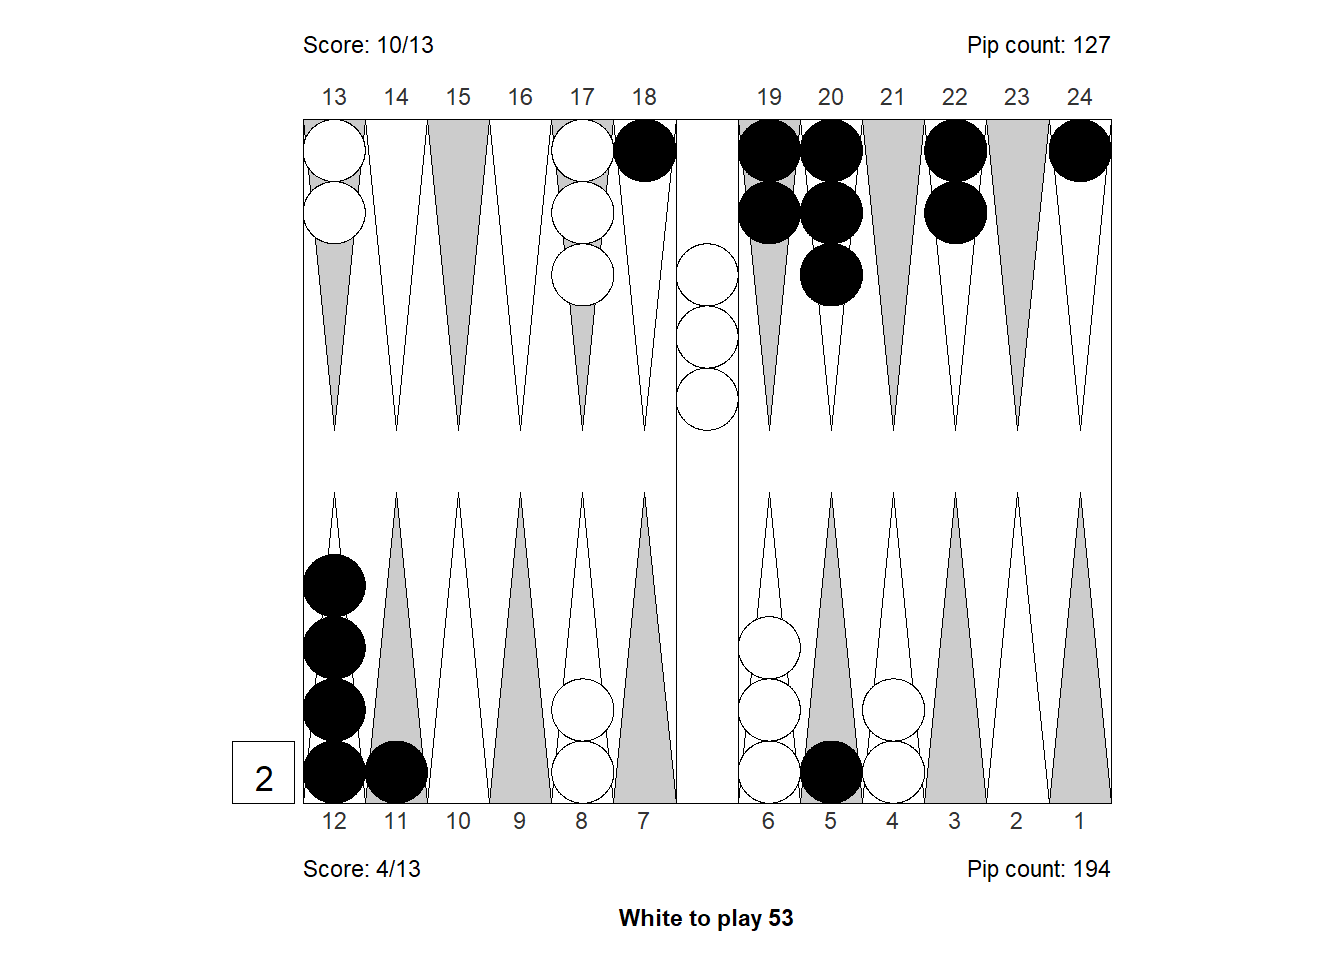 Score: 10/13 Pip count: 127
13 14 15 16 17 18 19 20 21 22 23 24
2
12 11 10 9 8 7 6 5 4 3 2 1
Score: 4/13 Pip count: 194
White to play 53